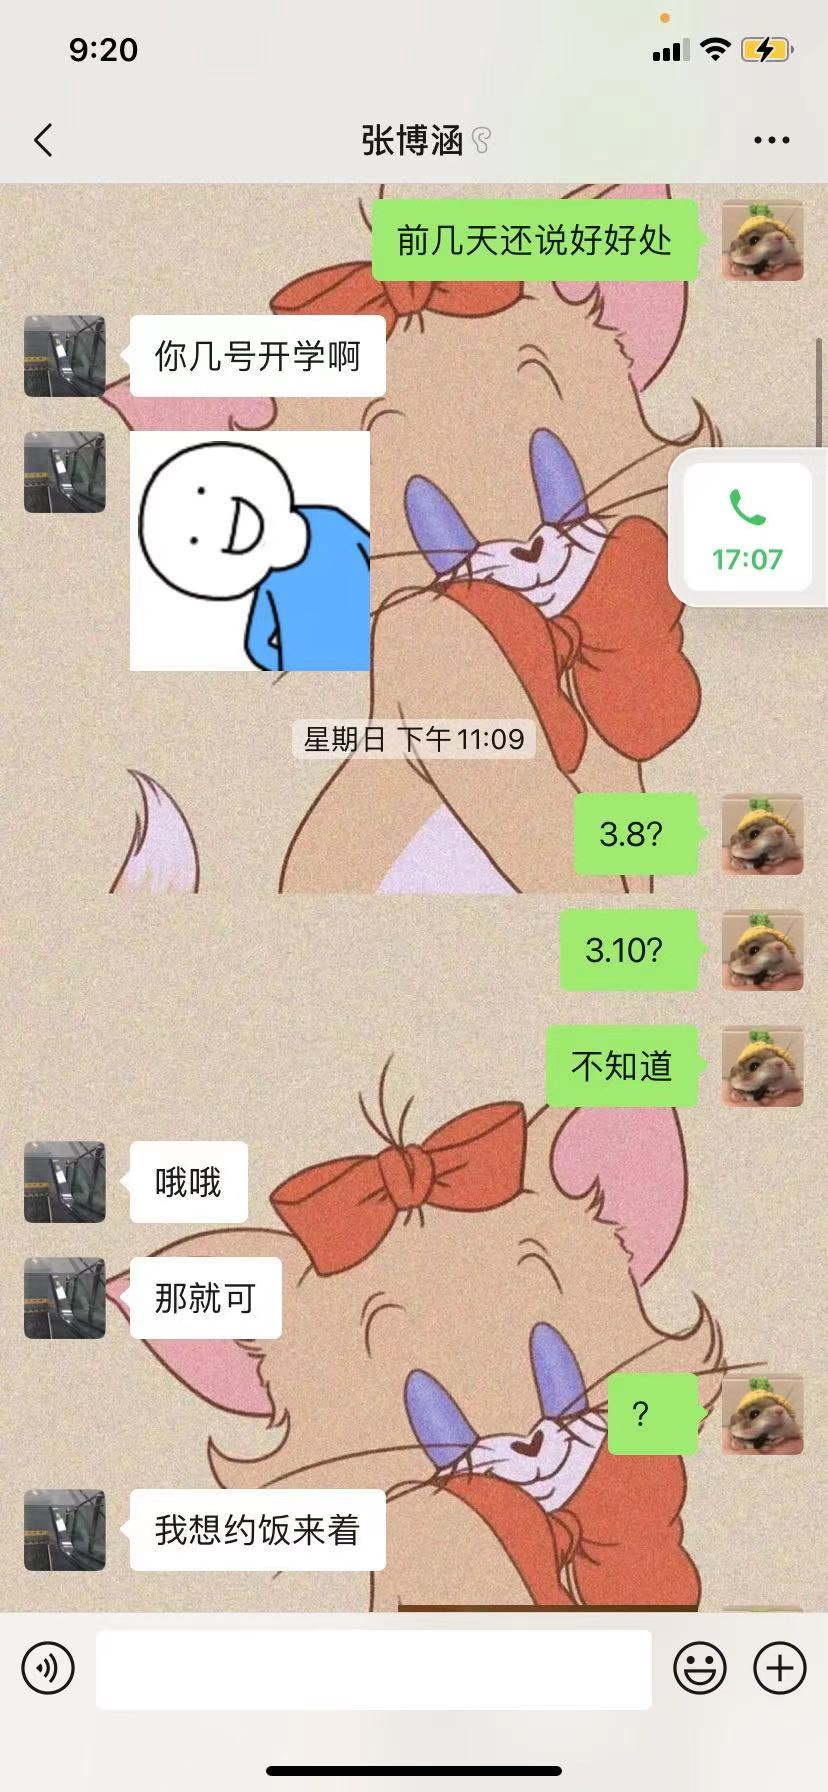 9:20
张博涵
前几天还说好好处
你几号开学啊
17:07
星期日 下午11:09
3.8?
3.10?
不知道
哦哦
那就可
?
我想约饭来着